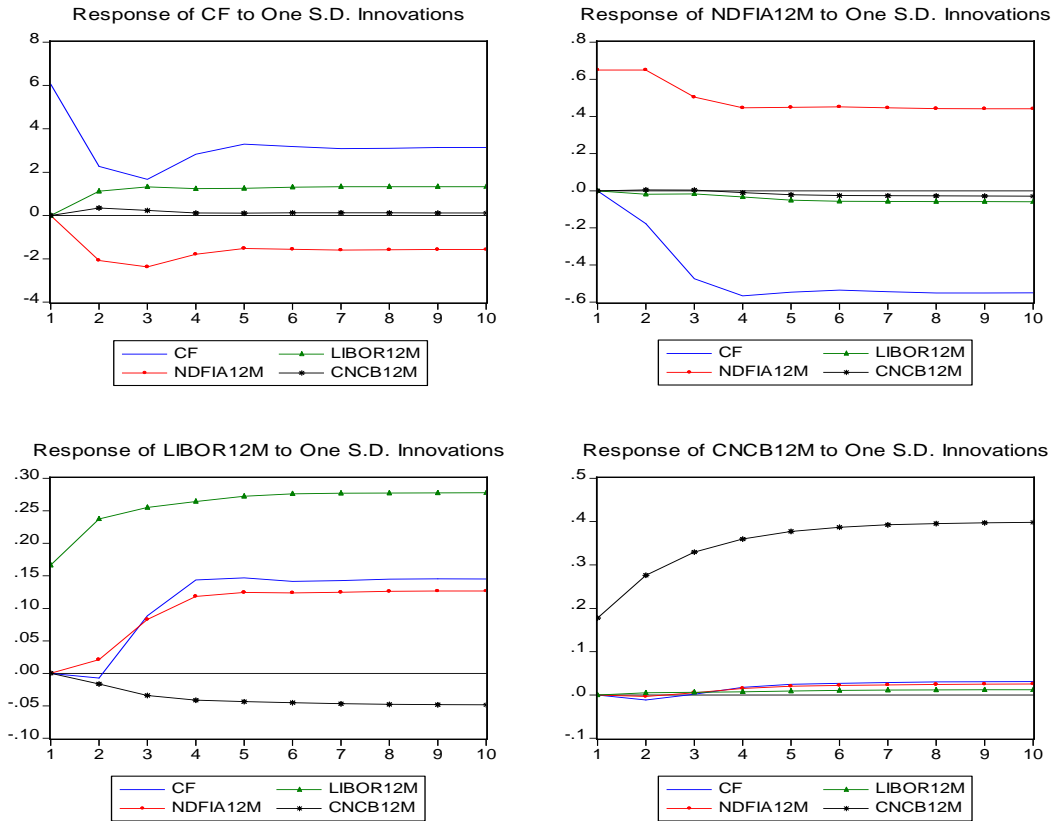 Response of CF to One S.D. Innovations
8
6
4
2
0
-2
-4
1 2 3 4 5 6 7 8 9 10
CF LIBOR12M
NDFIA12M CNCB12M
Response of NDFIA12M to One S.D. Innovations
.8
.6
.4
.2
.0
-.2
-.4
-.6
1 2 3 4 5 6 7 8 9 10
CF LIBOR12M
NDFIA12M CNCB12M
Response of LIBOR12M to One S.D. Innovations
.30
.25
.20
.15
.10
.05
.00
-.05
-.10
1 2 3 4 5 6 7 8 9 10
CF LIBOR12M
NDFIA12M CNCB12M
Response of CNCB12M to One S.D. Innovations
.5
.4
.3
.2
.1
.0
-.1
1 2 3 4 5 6 7 8 9 10
CF LIBOR12M
NDFIA12M CNCB12M